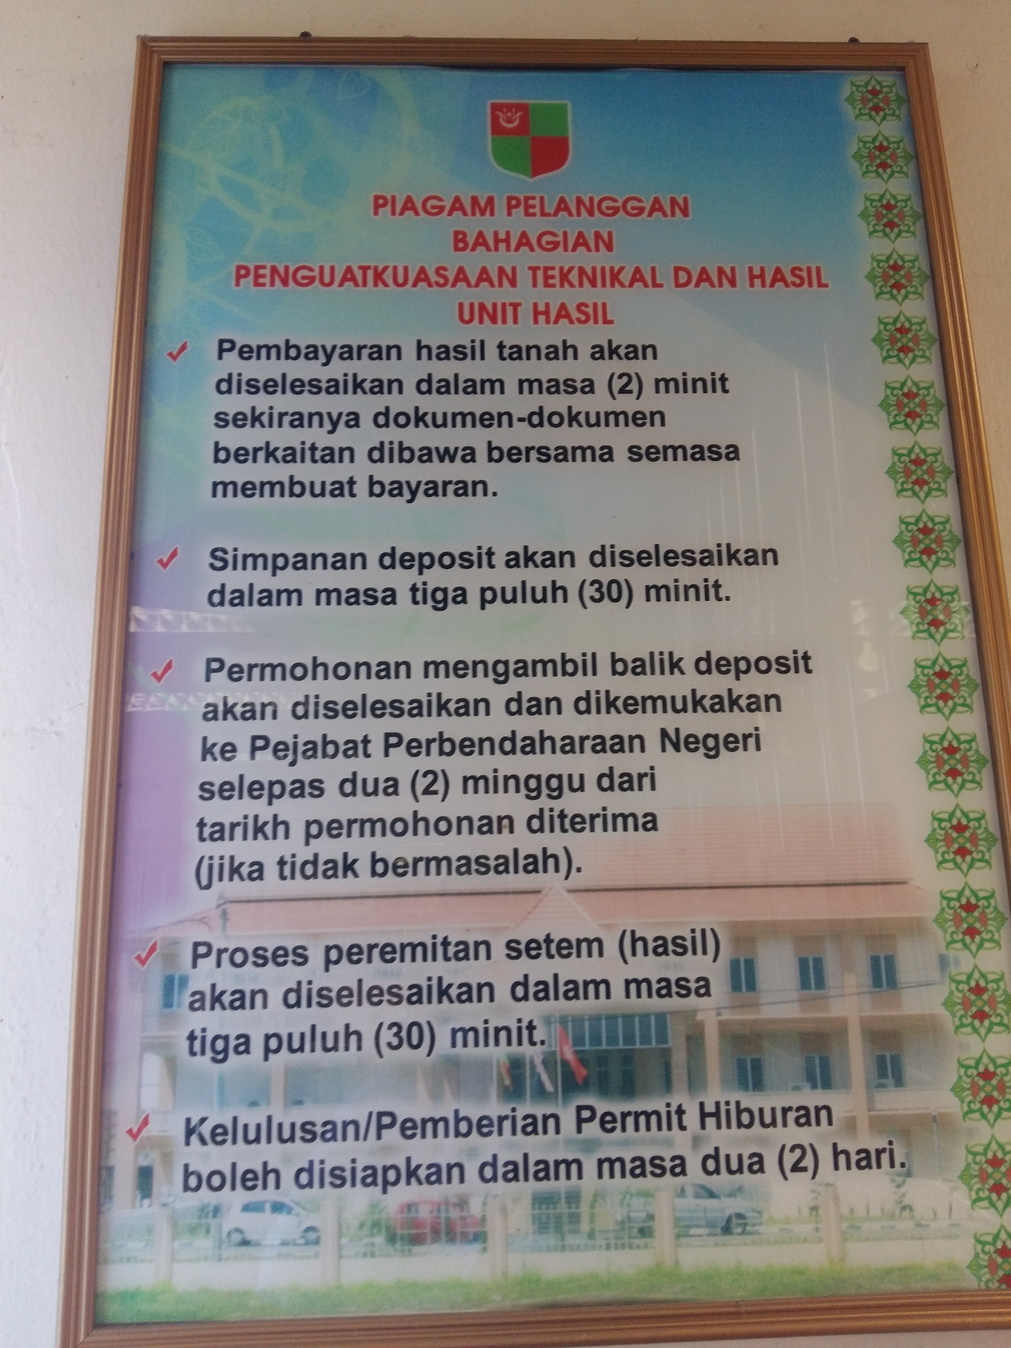 PIAGAM PELANGGAN
BAHAGIAN
PENGUATKUASAAN TEKNIKAL DAN HASIL
UNIT HASIL
Pembayaran hasil tanah akan
diselesaikan dalam masa (2) minit
sekiranya dokumen-dokumen
berkaitan dibawa bersama semasa
membuat bayaran.
Simpanan deposit akan diselesaikan
dalam masa tiga puluh (30) minit.
Permohonan mengambil balik deposit
akan diselesaikan dan dikemukakan
ke Pejabat Perbendaharaan Negeri
selepas dua (2) minggu dari
tarikh permohonan diterima
(jika tidak bermasalah).
Proses peremitan setem (hasil)
akan diselesaikan dalam masa
tiga puluh (30) minit.
Kelulusan/Pemberian Permit Hiburan
boleh disiapkan dalam masa dua (2) hari.